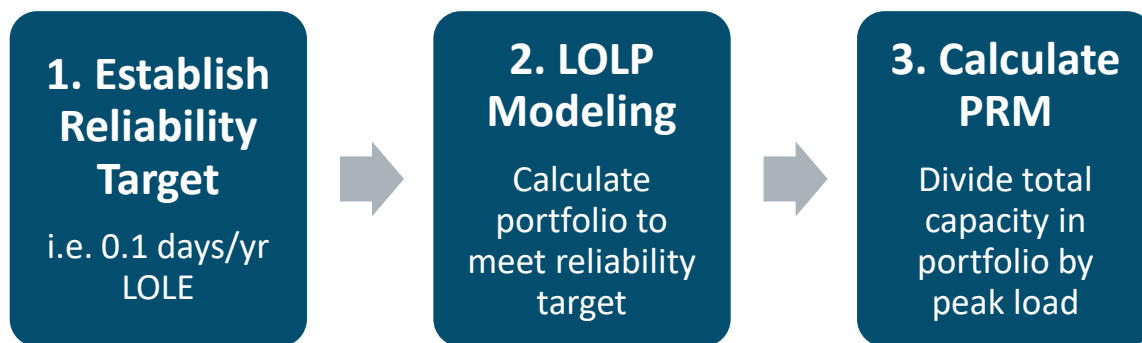 1. Establish
Reliability
Target
i.e. 0.1 days/yr
LOLE
2. LOLP
Modeling
Calculate
portfolio to
meet reliability
target
3. Calculate
PRM
Divide total
capacity in
portfolio by
peak load